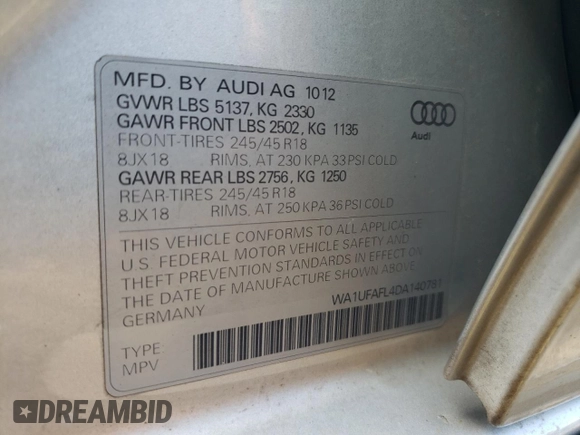 MFD. BY AUDI AG 10 12
GVWR LBS 5137, KG 2330
GAWR FRONT LBS 2502, KG 1135
FRONT-TIRES 245/45 R18
8JX18 RIMS, AT 230 KPA 33 PSI COLD
GAWR REAR LBS 2756, KG 1250
REAR-TIRES 245/45 R18
8JX18 RIMS, AT 250 KPA 36 PSI COLD
Audi
THIS VEHICLE CONFORMS TO ALL APPLICABLE
U.S. FEDERAL MOTOR VEHICLE SAFETY AND
THEFT PREVENTION STANDARDS IN EFFECT ON
THE DATE OF MANUFACTURE SHOWN ABOVE.
GERMANY
WA1UFAFL4DA140781
TYPE
MPV
DREAMBID